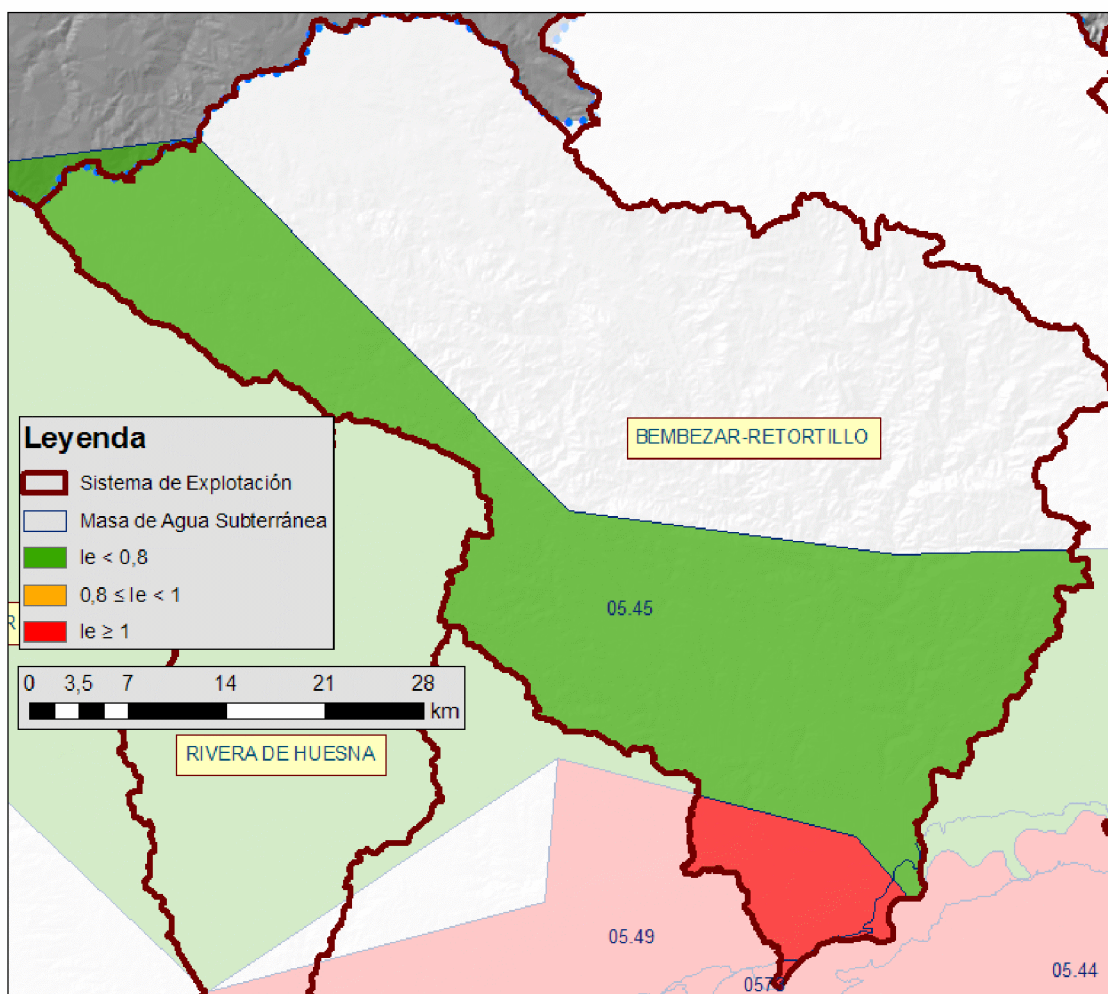 BEMBEZAR-RETORTILLO
Leyenda
Sistema de Explotación
Masa de Agua Subterránea
Ie < 0,8
0,8 ≤ Ie < 1
Ie ≥ 1
05.45
R
0 3,5 7 14 21 28
km
RIVERA DE HUESNA
05.49
05.44
057